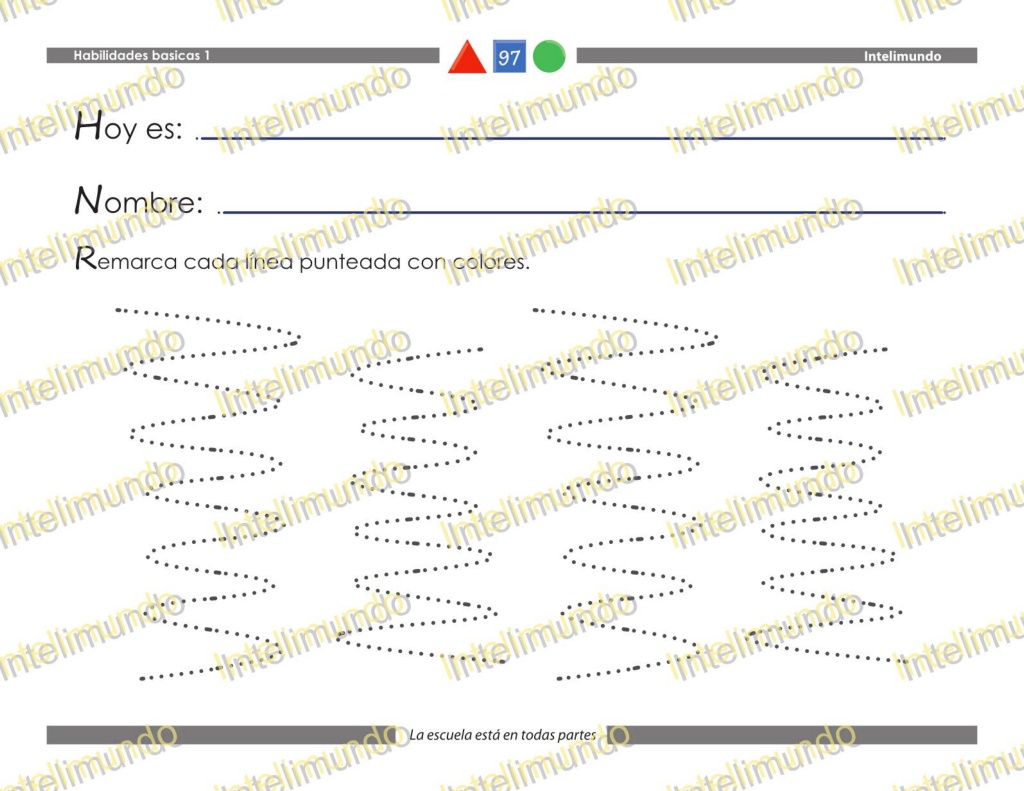 Habilidades basicas 1
97
Intelimundo
Hoy es:
Nombre:
Remarca cada línea punteada con colores.
La escuela está en todas partes